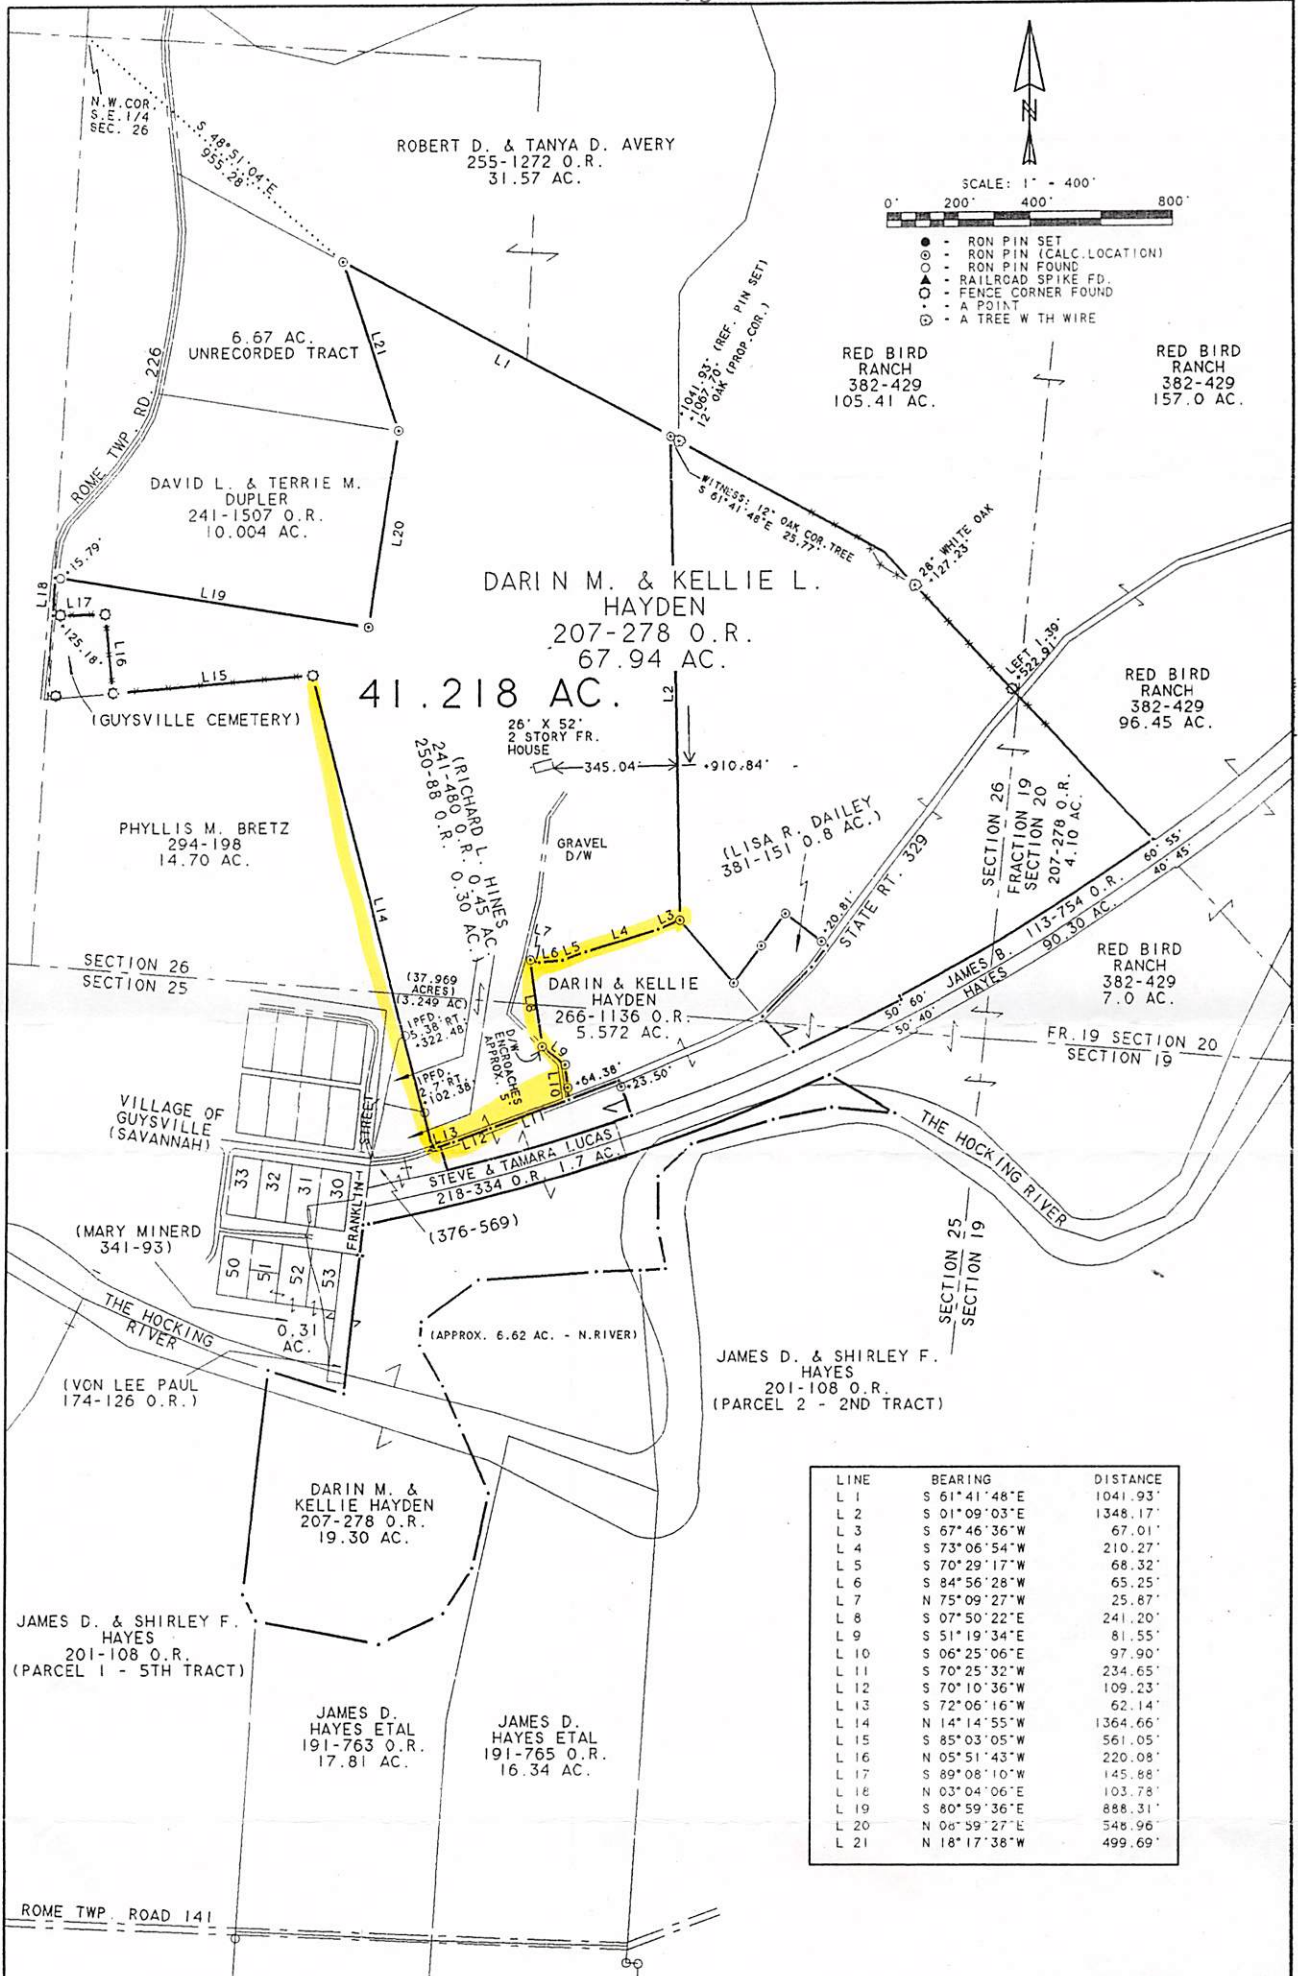 N.W.COR.
S.E.1/4
SEC. 26
S 48°51'04"E
955.28'
ROBERT D. & TANYA D. AVERY
255-1272 O.R.
31.57 AC.
N
SCALE: 1" - 400'
0' 200' 400' 800'
- RON PIN SET
- RON PIN (CALC.LOCATION)
- RON PIN FOUND
- RAILROAD SPIKE FD.
- FENCE CORNER FOUND
- A POINT
- A TREE W TH WIRE
6.67 AC.
UNRECORDED TRACT
L21
L1
+1041.93' (REF. PIN SET)
+1067.70'
12" OAK (PROP.COR.)
RED BIRD
RANCH
382-429
105.41 AC.
RED BIRD
RANCH
382-429
157.0 AC.
ROME TWP. RD. 226
DAVID L. & TERRIE M.
DUPLER
241-1507 O.R.
10.004 AC.
L20
WITNESS: 12" OAK COR.TREE
S 61°41'48"E 25.77'
28" WHITE OAK
+127.23'
15.79'
L18
L17
L19
+125.18'
L16
L15
(GUYSVILLE CEMETERY)
DARIN M. & KELLIE L.
HAYDEN
207-278 O.R.
67.94 AC.
41.218 AC.
L2
LEFT 1.39'
+522.91'
RED BIRD
RANCH
382-429
96.45 AC.
26' X 52'
2 STORY FR.
HOUSE
345.04
+910.84'
(RICHARD L. HINES
241-480 O.R. 0.45 AC.
250-88 O.R. 0.30 AC.)
PHYLLIS M. BRETZ
294-198
14.70 AC.
GRAVEL
D/W
(LISA R. DAILEY
381-151 0.8 AC.)
STATE RT. 329
SECTION 26
FRACTION 19
SECTION 20
207-278 O.R.
4.10 AC.
60' 55'
40' 45'
L14
L7
L6
L5
L4
L3
+20.81'
JAMES B. 113-754 O.R.
HAYES 90.30 AC.
SECTION 26
SECTION 25
(37.969
ACRES)
(3.249 AC)
DARIN & KELLIE
HAYDEN
266-1136 O.R.
5.572 AC.
L8
RED BIRD
RANCH
382-429
7.0 AC.
50' 60'
50' 40'
FR.19 SECTION 20
SECTION 19
IPFD.
5.38' RT.
+322.48'
D/W
ENCROACHES
APPROX. 5'
L9
IPFD.
2.7' RT.
+102.38'
L10
+64.38'
+23.50'
VILLAGE OF
GUYSVILLE
(SAVANNAH)
STREET
L13
L12
L11
STEVE & TAMARA LUCAS
218-334 O.R. 1.7 AC.
THE HOCKING RIVER
33
32
31
30
FRANKLIN
(376-569)
(MARY MINERD
341-93)
50
51
52
53
SECTION 25
SECTION 19
THE HOCKING
RIVER
0.31
AC.
(APPROX. 6.62 AC. - N.RIVER)
(VON LEE PAUL
174-126 O.R.)
JAMES D. & SHIRLEY F.
HAYES
201-108 O.R.
(PARCEL 2 - 2ND TRACT)
DARIN M. &
KELLIE HAYDEN
207-278 O.R.
19.30 AC.
JAMES D. & SHIRLEY F.
HAYES
201-108 O.R.
(PARCEL 1 - 5TH TRACT)
JAMES D.
HAYES ETAL
191-763 O.R.
17.81 AC.
JAMES D.
HAYES ETAL
191-765 O.R.
16.34 AC.
LINE BEARING DISTANCE
L 1 S 61°41'48"E 1041.93'
L 2 S 01°09'03"E 1348.17'
L 3 S 67°46'36"W 67.01'
L 4 S 73°06'54"W 210.27'
L 5 S 70°29'17"W 68.32'
L 6 S 84°56'28"W 65.25'
L 7 N 75°09'27"W 25.87'
L 8 S 07°50'22"E 241.20'
L 9 S 51°19'34"E 81.55'
L 10 S 06°25'06"E 97.90'
L 11 S 70°25'32"W 234.65'
L 12 S 70°10'36"W 109.23'
L 13 S 72°06'16"W 62.14'
L 14 N 14°14'55"W 1364.66'
L 15 S 85°03'05"W 561.05'
L 16 N 05°51'43"W 220.08'
L 17 S 89°08'10"W 145.88'
L 18 N 03°04'06"E 103.78'
L 19 S 80°59'36"E 888.31'
L 20 N 08°59'27"E 548.96'
L 21 N 18°17'38"W 499.69'
ROME TWP. ROAD 141